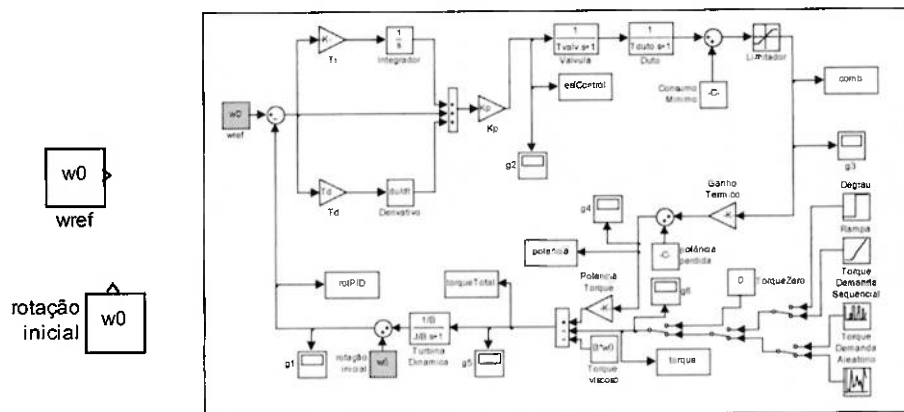 w0
wref
rotação
inicial
w0
w0
wref
-K-
Ti
1
s
Integrador
Td
Td
du/dt
Derivativo
Kp
Kp
1
Tvalv.s+1
Valvula
1
Tduto.s+1
Duto
Limitador
Consumo
Minimo
-C-
esfControl
comb
g2
g3
Ganho
Termico
-K-
g4
-C-
potência
perdida
potencia
Potencia
Torque
-K-
g6
0
TorqueZero
Degrau
Rampa
Torque
Demanda
Sequencial
Torque
Demanda
Aleatorio
rotPID
torqueTotal
1/B
J/B.s+1
Turbina
Dinamica
rotação
inicial
w0
g1
g5
B*w0
Torque
viscoso
torque